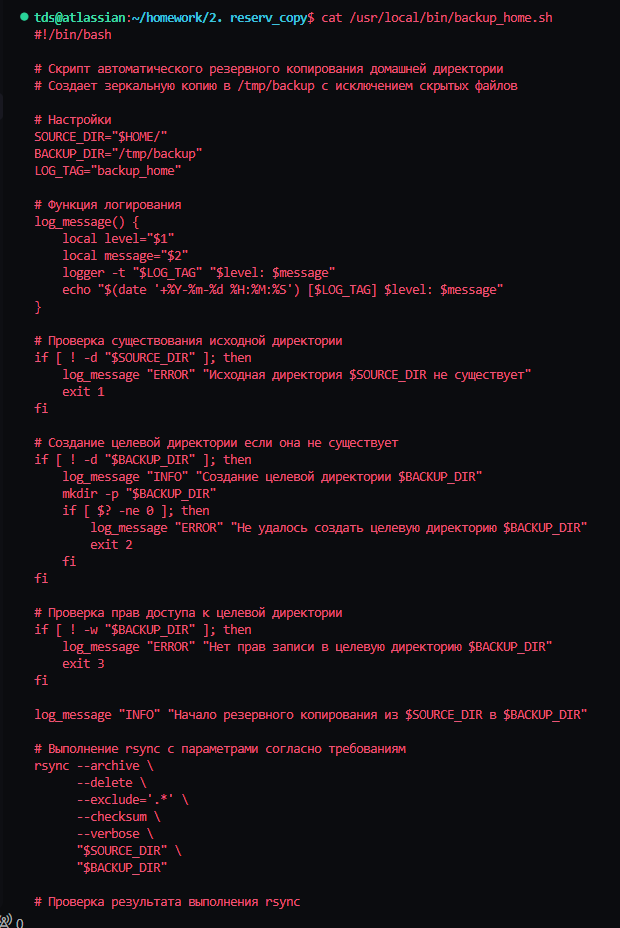 tds@atlassian:~/homework/2. reserv_copy$ cat /usr/local/bin/backup_home.sh
#!/bin/bash

# Скрипт автоматического резервного копирования домашней директории
# Создает зеркальную копию в /tmp/backup с исключением скрытых файлов

# Настройки
SOURCE_DIR="$HOME/"
BACKUP_DIR="/tmp/backup"
LOG_TAG="backup_home"

# Функция логирования
log_message() {
    local level="$1"
    local message="$2"
    logger -t "$LOG_TAG" "$level: $message"
    echo "$(date '+%Y-%m-%d %H:%M:%S') [$LOG_TAG] $level: $message"
}

# Проверка существования исходной директории
if [ ! -d "$SOURCE_DIR" ]; then
    log_message "ERROR" "Исходная директория $SOURCE_DIR не существует"
    exit 1
fi

# Создание целевой директории если она не существует
if [ ! -d "$BACKUP_DIR" ]; then
    log_message "INFO" "Создание целевой директории $BACKUP_DIR"
    mkdir -p "$BACKUP_DIR"
    if [ $? -ne 0 ]; then
        log_message "ERROR" "Не удалось создать целевую директорию $BACKUP_DIR"
        exit 2
    fi
fi

# Проверка прав доступа к целевой директории
if [ ! -w "$BACKUP_DIR" ]; then
    log_message "ERROR" "Нет прав записи в целевую директорию $BACKUP_DIR"
    exit 3
fi

log_message "INFO" "Начало резервного копирования из $SOURCE_DIR в $BACKUP_DIR"

# Выполнение rsync с параметрами согласно требованиям
rsync --archive \
      --delete \
      --exclude='.*' \
      --checksum \
      --verbose \
      "$SOURCE_DIR" \
      "$BACKUP_DIR"

# Проверка результата выполнения rsync
0